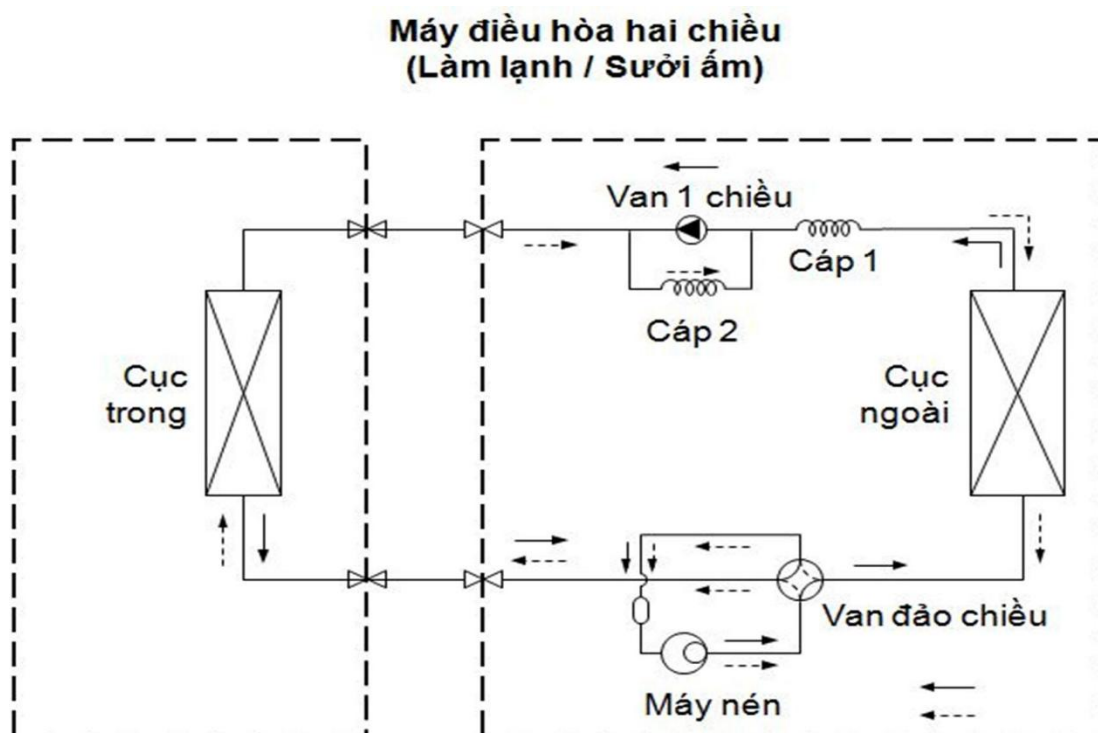 Máy điều hòa hai chiều
(Làm lạnh / Sưởi ấm)
Van 1 chiều
Cáp 1
Cáp 2
Cục
trong
Cục
ngoài
Van đảo chiều
Máy nén